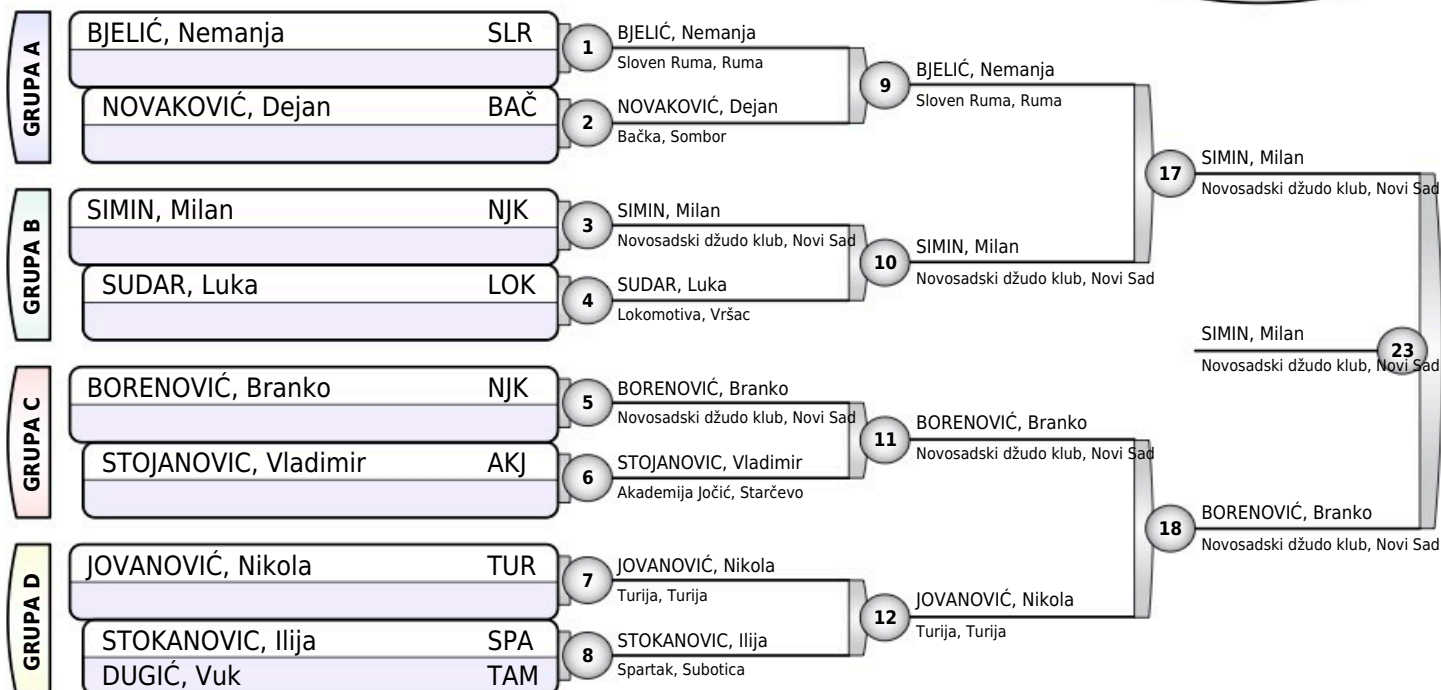 GRUPA A
BJELIĆ, Nemanja SLR
NOVAKOVIĆ, Dejan BAČ
GRUPA B
SIMIN, Milan NJK
SUDAR, Luka LOK
GRUPA C
BORENOVIĆ, Branko NJK
STOJANOVIC, Vladimir AKJ
GRUPA D
JOVANOVIĆ, Nikola TUR
STOKANOVIC, Ilija SPA
DUGIĆ, Vuk TAM
1
BJELIĆ, Nemanja
Sloven Ruma, Ruma
2
NOVAKOVIĆ, Dejan
Bačka, Sombor
3
SIMIN, Milan
Novosadski džudo klub, Novi Sad
4
SUDAR, Luka
Lokomotiva, Vršac
5
BORENOVIĆ, Branko
Novosadski džudo klub, Novi Sad
6
STOJANOVIC, Vladimir
Akademija Jočić, Starčevo
7
JOVANOVIĆ, Nikola
Turija, Turija
8
STOKANOVIC, Ilija
Spartak, Subotica
9
BJELIĆ, Nemanja
Sloven Ruma, Ruma
10
SIMIN, Milan
Novosadski džudo klub, Novi Sad
11
BORENOVIĆ, Branko
Novosadski džudo klub, Novi Sad
12
JOVANOVIĆ, Nikola
Turija, Turija
17
SIMIN, Milan
Novosadski džudo klub, Novi Sad
18
BORENOVIĆ, Branko
Novosadski džudo klub, Novi Sad
SIMIN, Milan
23
Novosadski džudo klub, Novi Sad